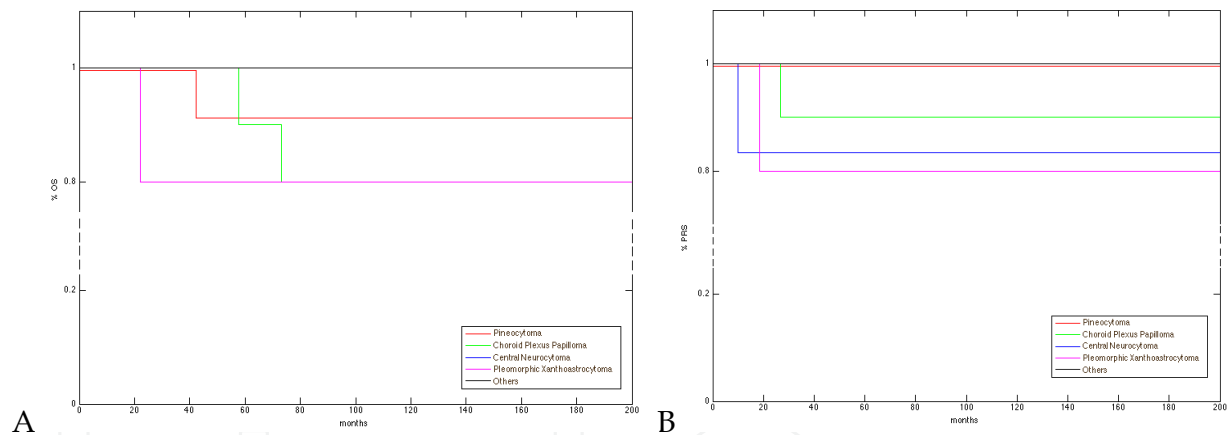 1
0.8
0.2
0
% OS
0 20 40 60 80 100 120 140 160 180 200
months
Pineocytoma
Choroid Plexus Papilloma
Central Neurocytoma
Pleomorphic Xanthoastrocytoma
Others
A
1
0.8
0.2
0
% PRS
0 20 40 60 80 100 120 140 160 180 200
months
Pineocytoma
Choroid Plexus Papilloma
Central Neurocytoma
Pleomorphic Xanthoastrocytoma
Others
B